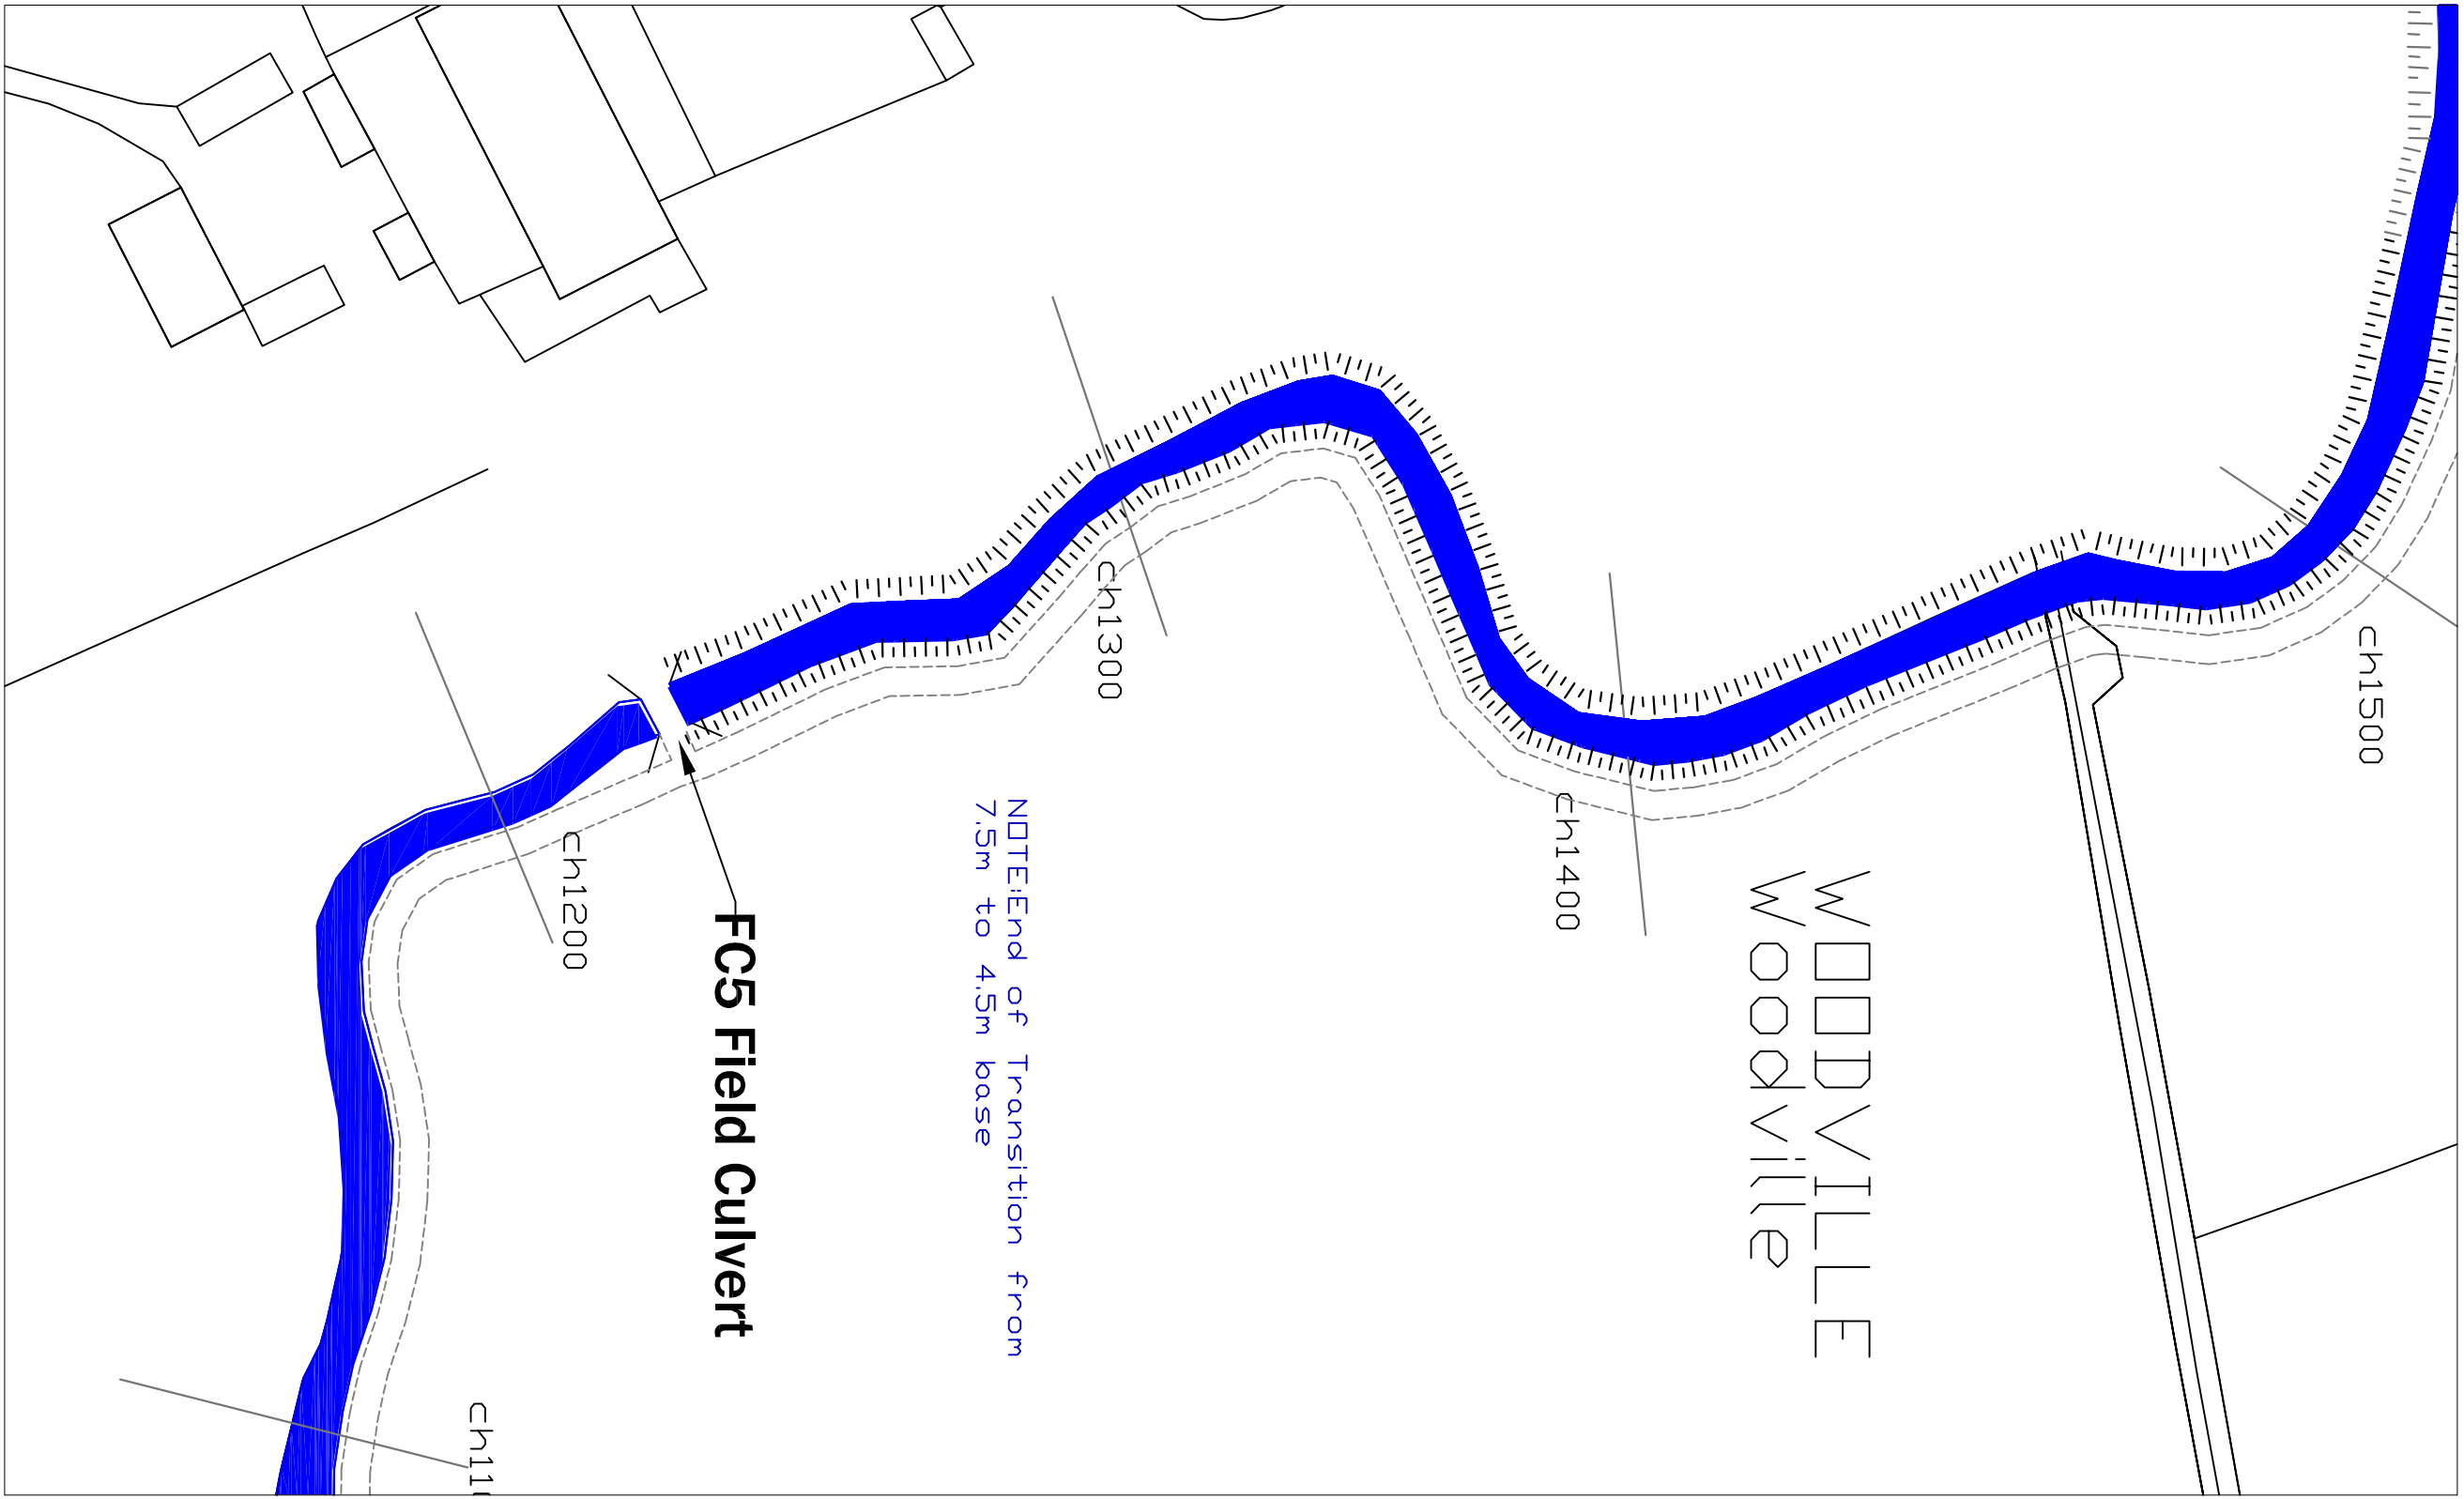 ch1500
WOODVILLE
Woodville
ch1400
ch1300
NOTE:End of Transition from
7.5m to 4.5m base
FC5 Field Culvert
ch1200